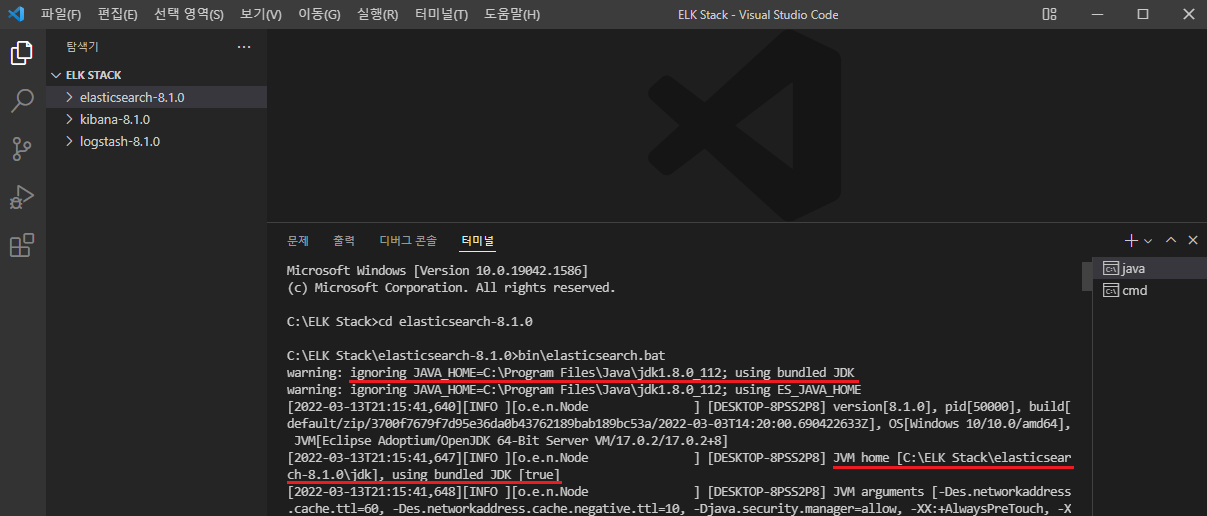 파일(F) 편집(E) 선택 영역(S) 보기(V) 이동(G) 실행(R) 터미널(T) 도움말(H) ELK Stack - Visual Studio Code
탐색기 ···
ELK STACK
elasticsearch-8.1.0
kibana-8.1.0
logstash-8.1.0
문제 출력 디버그 콘솔 터미널
java
cmd
Microsoft Windows [Version 10.0.19042.1586]
(c) Microsoft Corporation. All rights reserved.
C:\ELK Stack>cd elasticsearch-8.1.0
C:\ELK Stack\elasticsearch-8.1.0>bin\elasticsearch.bat
warning: ignoring JAVA_HOME=C:\Program Files\Java\jdk1.8.0_112; using bundled JDK
warning: ignoring JAVA_HOME=C:\Program Files\Java\jdk1.8.0_112; using ES_JAVA_HOME
[2022-03-13T21:15:41,640][INFO ][o.e.n.Node               ] [DESKTOP-8PSS2P8] version[8.1.0], pid[50000], build[
default/zip/3700f7679f7d95e36da0b43762189bab189bc53a/2022-03-03T14:20:00.690422633Z], OS[Windows 10/10.0/amd64],
JVM[Eclipse Adoptium/OpenJDK 64-Bit Server VM/17.0.2/17.0.2+8]
[2022-03-13T21:15:41,647][INFO ][o.e.n.Node               ] [DESKTOP-8PSS2P8] JVM home [C:\ELK Stack\elasticsear
ch-8.1.0\jdk], using bundled JDK [true]
[2022-03-13T21:15:41,648][INFO ][o.e.n.Node               ] [DESKTOP-8PSS2P8] JVM arguments [-Des.networkaddress
.cache.ttl=60, -Des.networkaddress.cache.negative.ttl=10, -Djava.security.manager=allow, -XX:+AlwaysPreTouch, -X